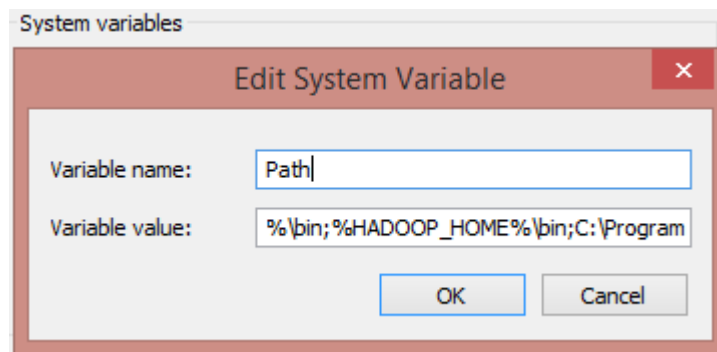 System variables
Edit System Variable
Variable name: Path
Variable value: %\bin;%HADOOP_HOME%\bin;C:\Program
OK Cancel